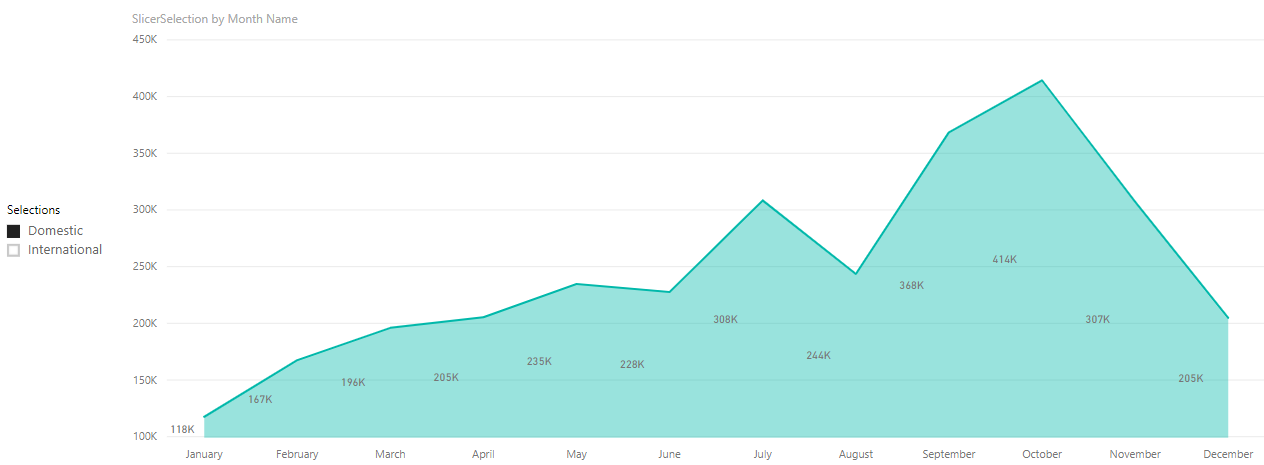 SlicerSelection by Month Name
450K
400K
350K
300K
250K
200K
150K
100K
Selections
Domestic
International
118K
167K
196K
205K
235K
228K
308K
244K
368K
414K
307K
205K
January
February
March
April
May
June
July
August
September
October
November
December